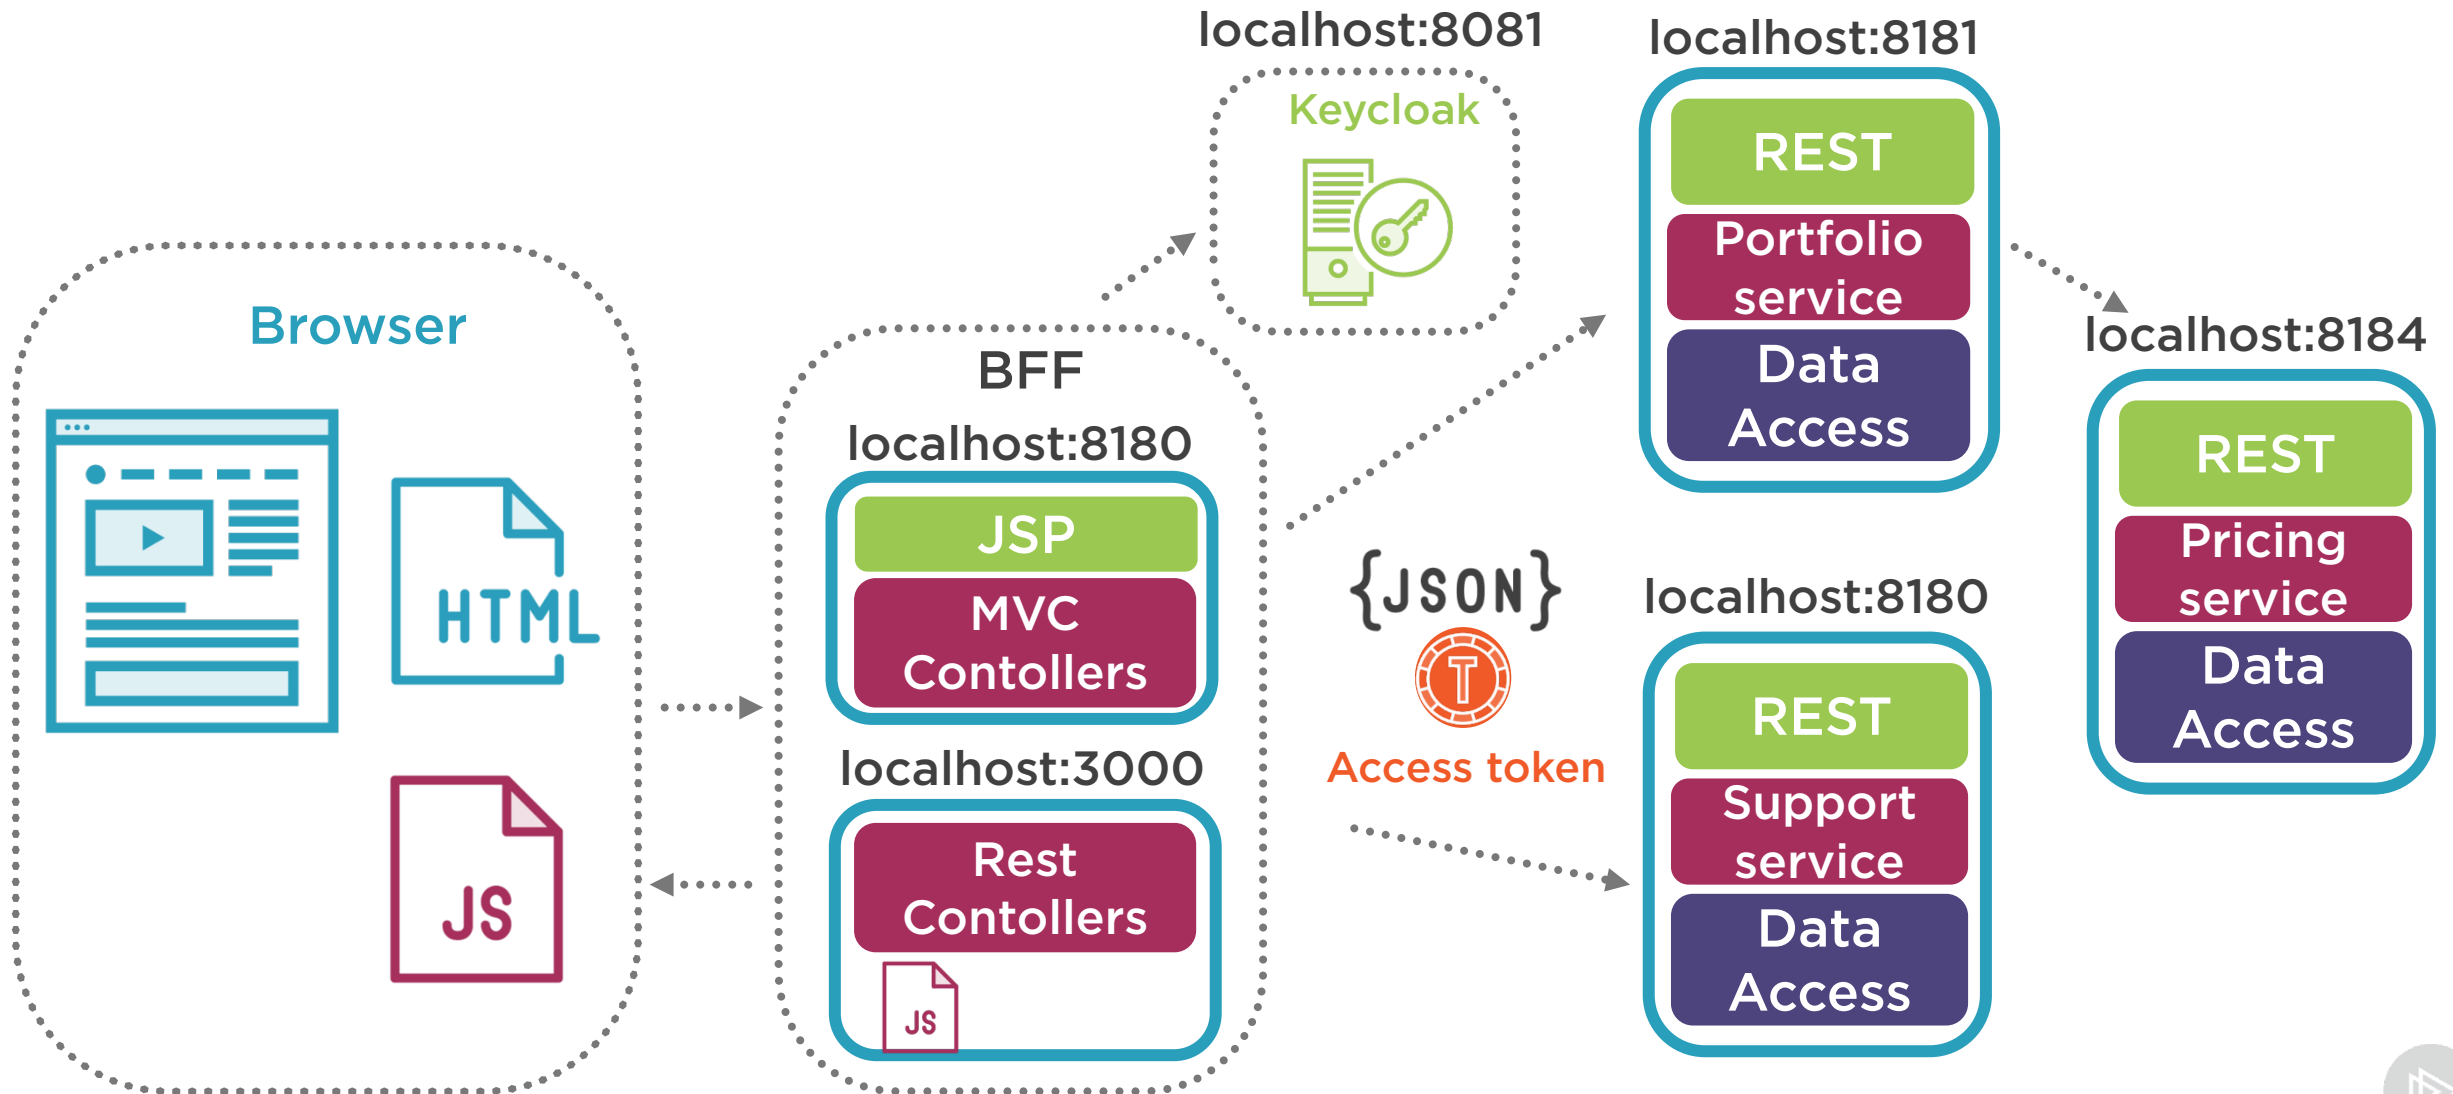 localhost:8081
Keycloak
localhost:8181
REST
Portfolio
service
Data
Access
Browser
HTML
JS
BFF
localhost:8180
JSP
MVC
Contollers
localhost:3000
Rest
Contollers
JS
{JSON}
T
Access token
localhost:8180
REST
Support
service
Data
Access
localhost:8184
REST
Pricing
service
Data
Access